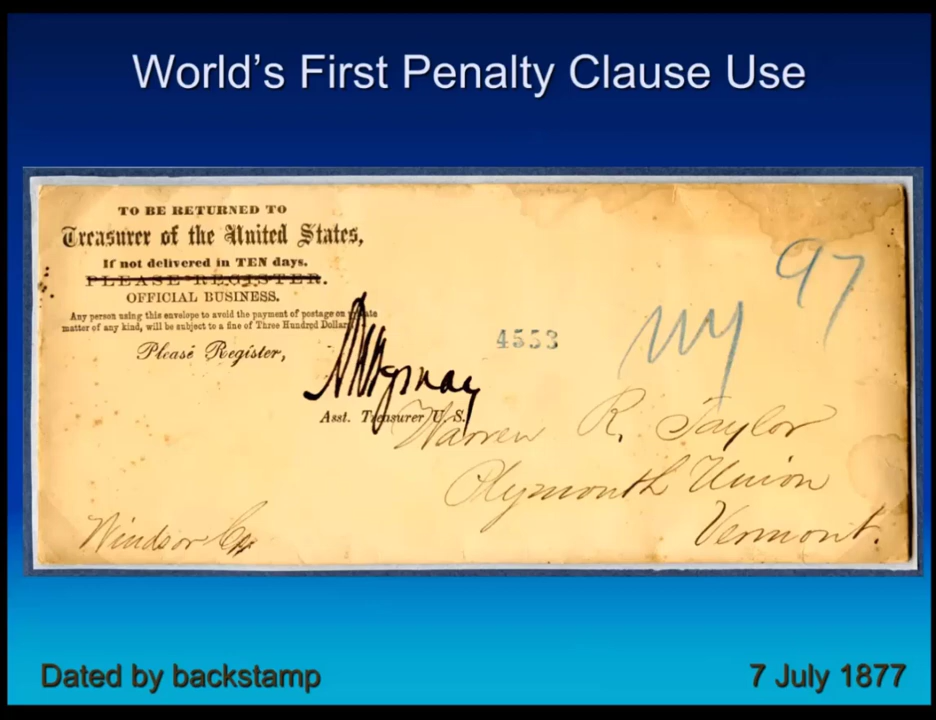 World's First Penalty Clause Use
TO BE RETURNED TO
Treasurer of the United States,
If not delivered in TEN days.
PLEASE REGISTER.
OFFICIAL BUSINESS.
Any person using this envelope to avoid the payment of postage on private
matter of any kind, will be subject to a fine of Three Hundred Dollars
Please Register,
97
NY
4553
Asst. Treasurer U. S.
Warren R. Taylor
Plymouth Union
Vermont.
Windsor Co
Dated by backstamp
7 July 1877